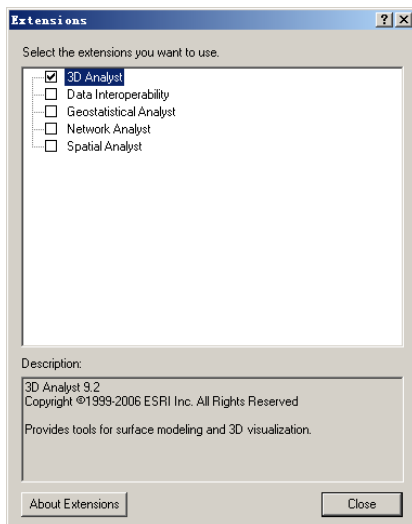 Extensions
Select the extensions you want to use.
3D Analyst
Data Interoperability
Geostatistical Analyst
Network Analyst
Spatial Analyst
Description:
3D Analyst 9.2
Copyright ©1999-2006 ESRI Inc. All Rights Reserved
Provides tools for surface modeling and 3D visualization.
About Extensions
Close